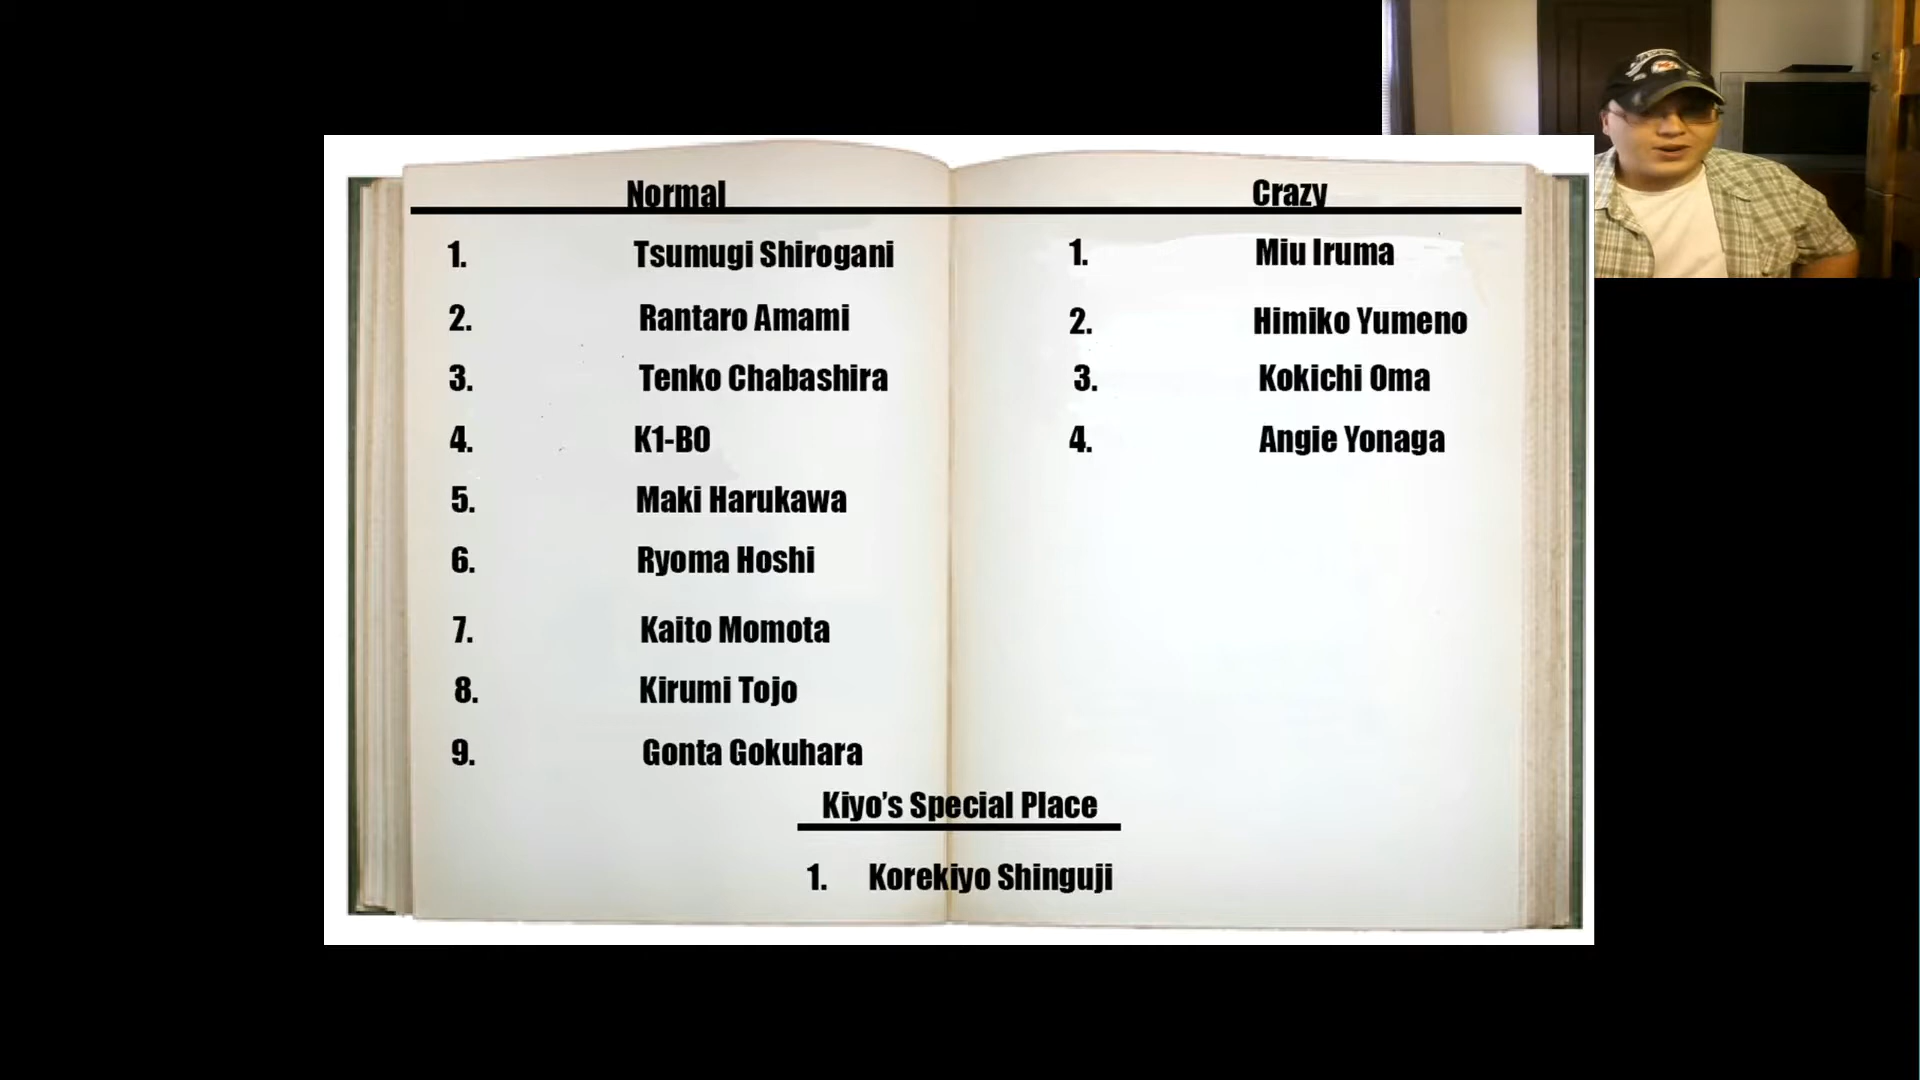 Normal
1. Tsumugi Shirogani
2. Rantaro Amami
3. Tenko Chabashira
4. K1-B0
5. Maki Harukawa
6. Ryoma Hoshi
7. Kaito Momota
8. Kirumi Tojo
9. Gonta Gokuhara
Crazy
1. Miu Iruma
2. Himiko Yumeno
3. Kokichi Oma
4. Angie Yonaga
Kiyo's Special Place
1. Korekiyo Shinguji